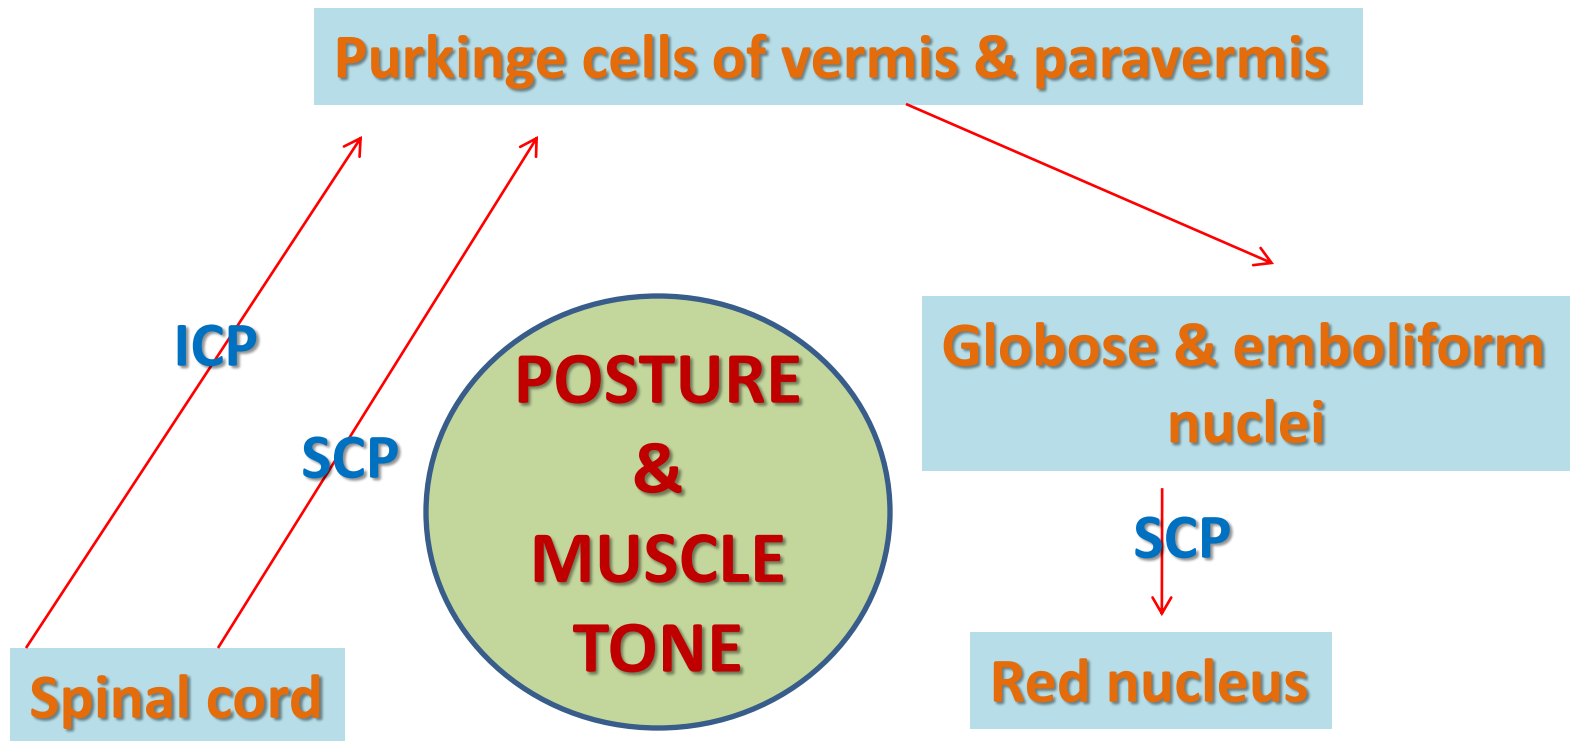 Purkinge cells of vermis & paravermis
ICP
SCP
POSTURE
&
MUSCLE
TONE
Globose & emboliform
nuclei
SCP
Spinal cord
Red nucleus